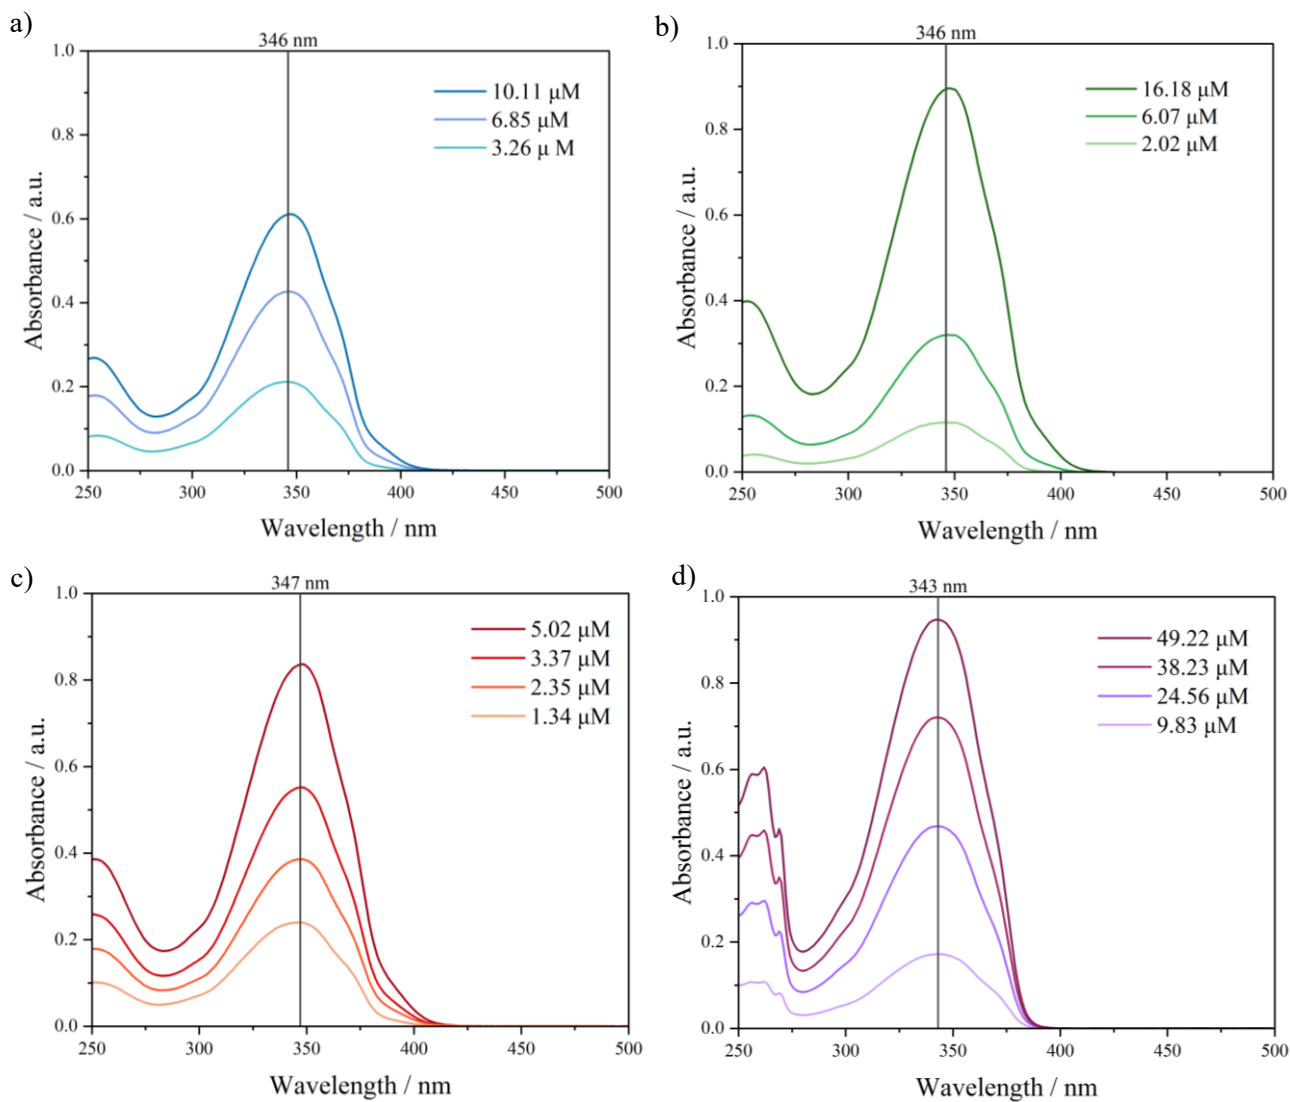 a)
346 nm
1.0
0.8
0.6
0.4
0.2
0.0
Absorbance / a.u.
10.11 μM
6.85 μM
3.26 μ M
250 300 350 400 450 500
Wavelength / nm
b)
346 nm
1.0
0.8
0.6
0.4
0.2
0.0
Absorbance / a.u.
16.18 μM
6.07 μM
2.02 μM
250 300 350 400 450 500
Wavelength / nm
c)
347 nm
1.0
0.8
0.6
0.4
0.2
0.0
Absorbance / a.u.
5.02 μM
3.37 μM
2.35 μM
1.34 μM
250 300 350 400 450 500
Wavelength / nm
d)
343 nm
1.0
0.8
0.6
0.4
0.2
0.0
Absorbance / a.u.
49.22 μM
38.23 μM
24.56 μM
9.83 μM
250 300 350 400 450 500
Wavelength / nm